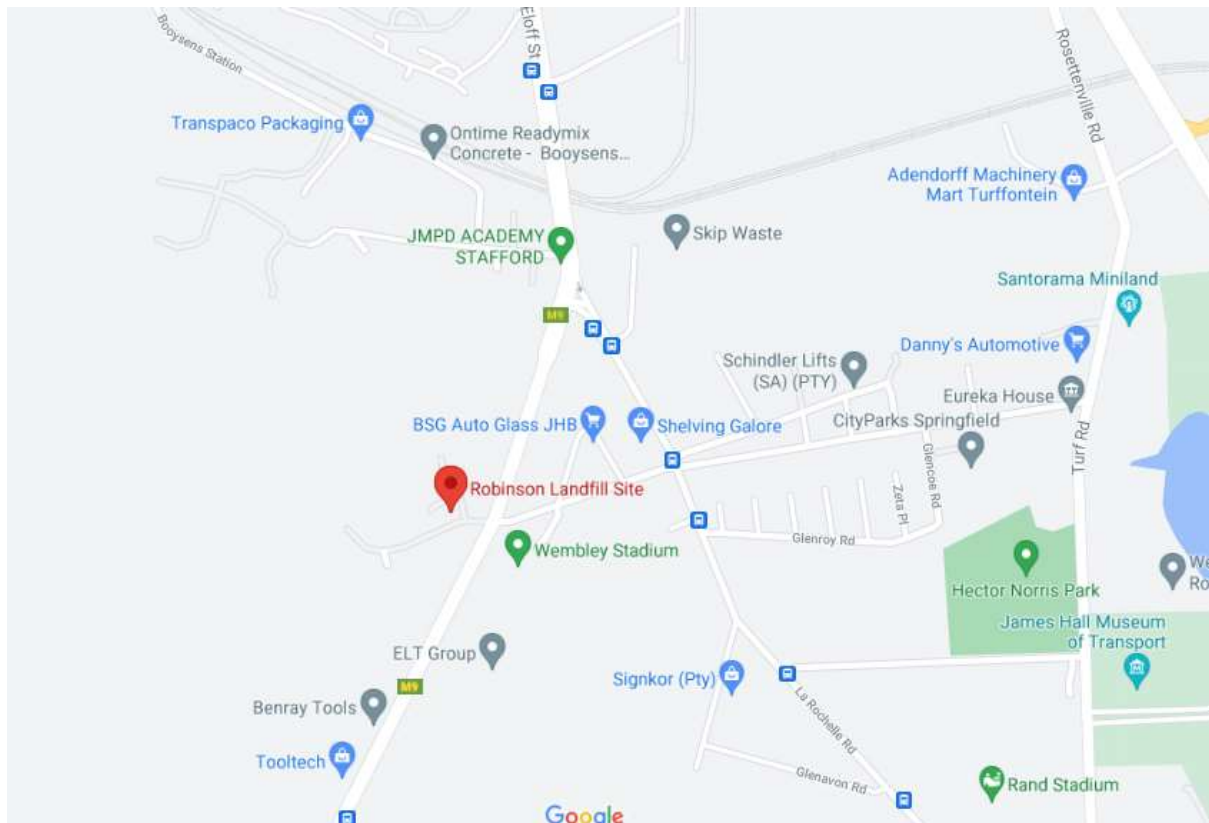 Eloff St
Booysens Station
Rosettenville Rd
Transpaco Packaging
Ontime Readymix
Concrete - Booysens...
Adendorff Machinery
Mart Turffontein
JMPD ACADEMY
STAFFORD
Skip Waste
Santorama Miniland
M9
Danny's Automotive
Schindler Lifts
(SA) (PTY)
Eureka House
BSG Auto Glass JHB
Shelving Galore
CityParks Springfield
Turf Rd
Glencoe Rd
Robinson Landfill Site
Zeta Pl
Glenroy Rd
Wembley Stadium
We
Ro
Hector Norris Park
James Hall Museum
of Transport
ELT Group
Signkor (Pty)
M9
La Rochelle Rd
Benray Tools
Tooltech
Glenavon Rd
Rand Stadium
Google